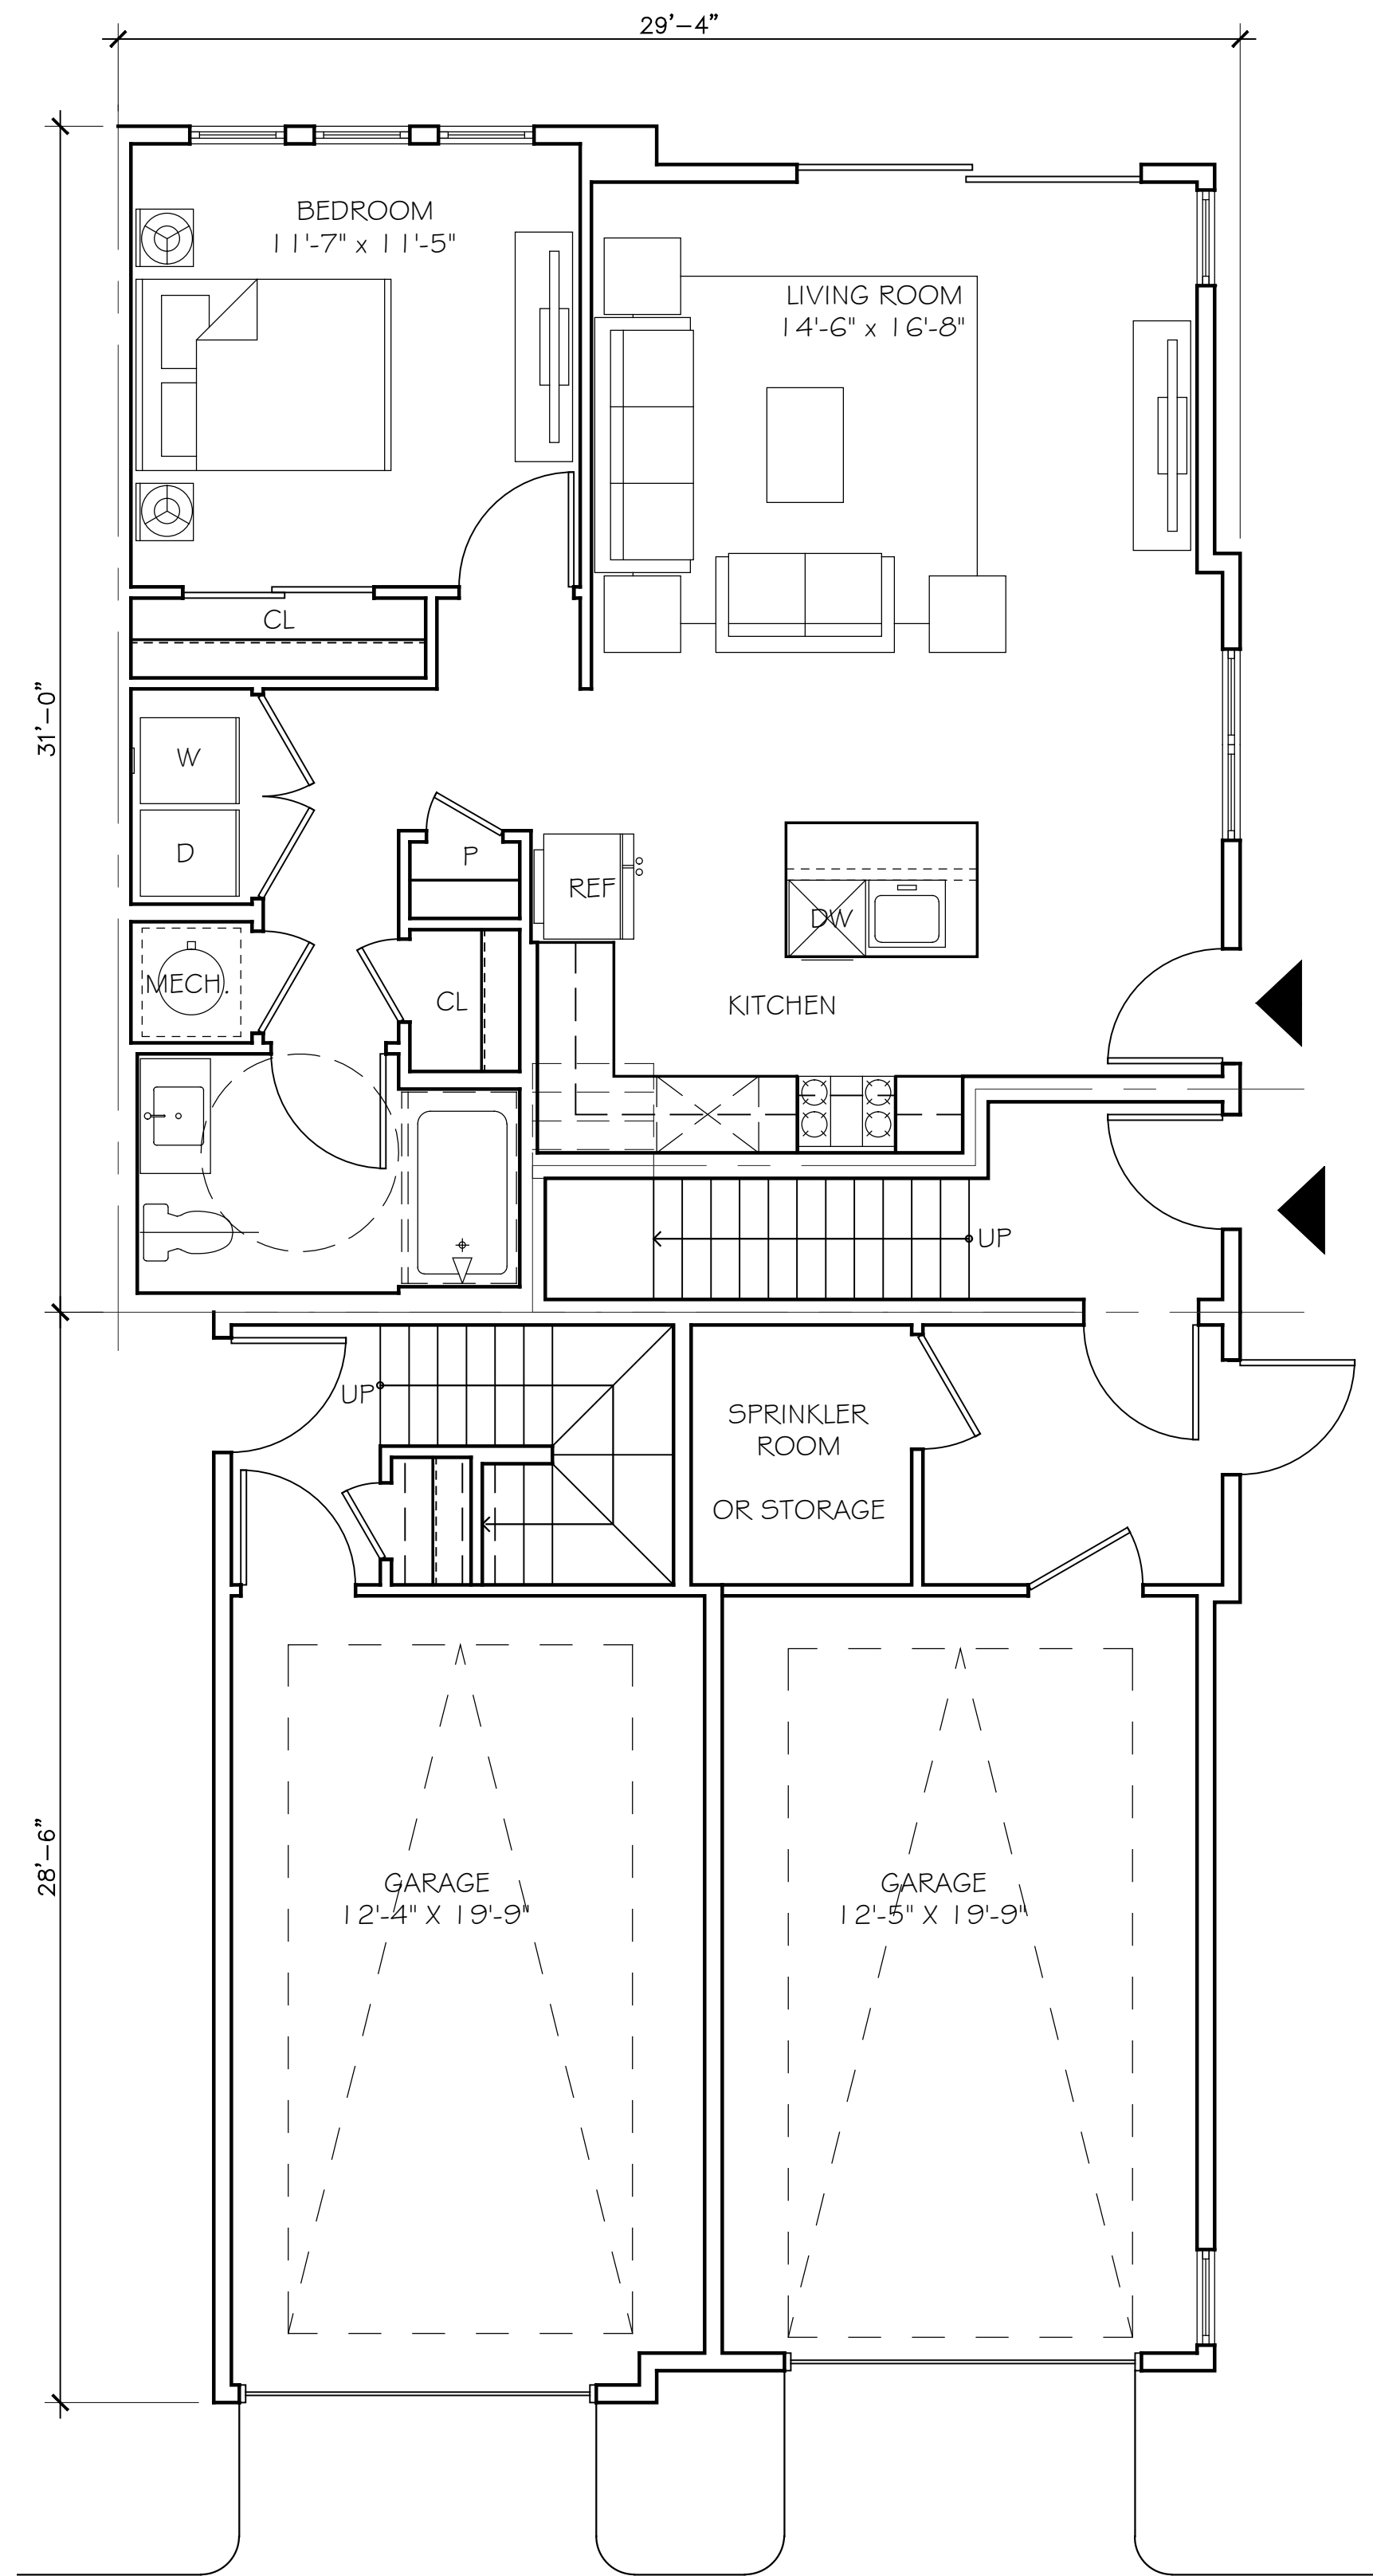 29'-4"
BEDROOM
11'-7" x 11'-5"
LIVING ROOM
14'-6" x 16'-8"
CL
31'-0"
W
D
P
REF
DW
MECH.
CL
KITCHEN
UP
UP
SPRINKLER
ROOM
OR STORAGE
28'-6"
GARAGE
12'-4" X 19'-9"
GARAGE
12'-5" X 19'-9"